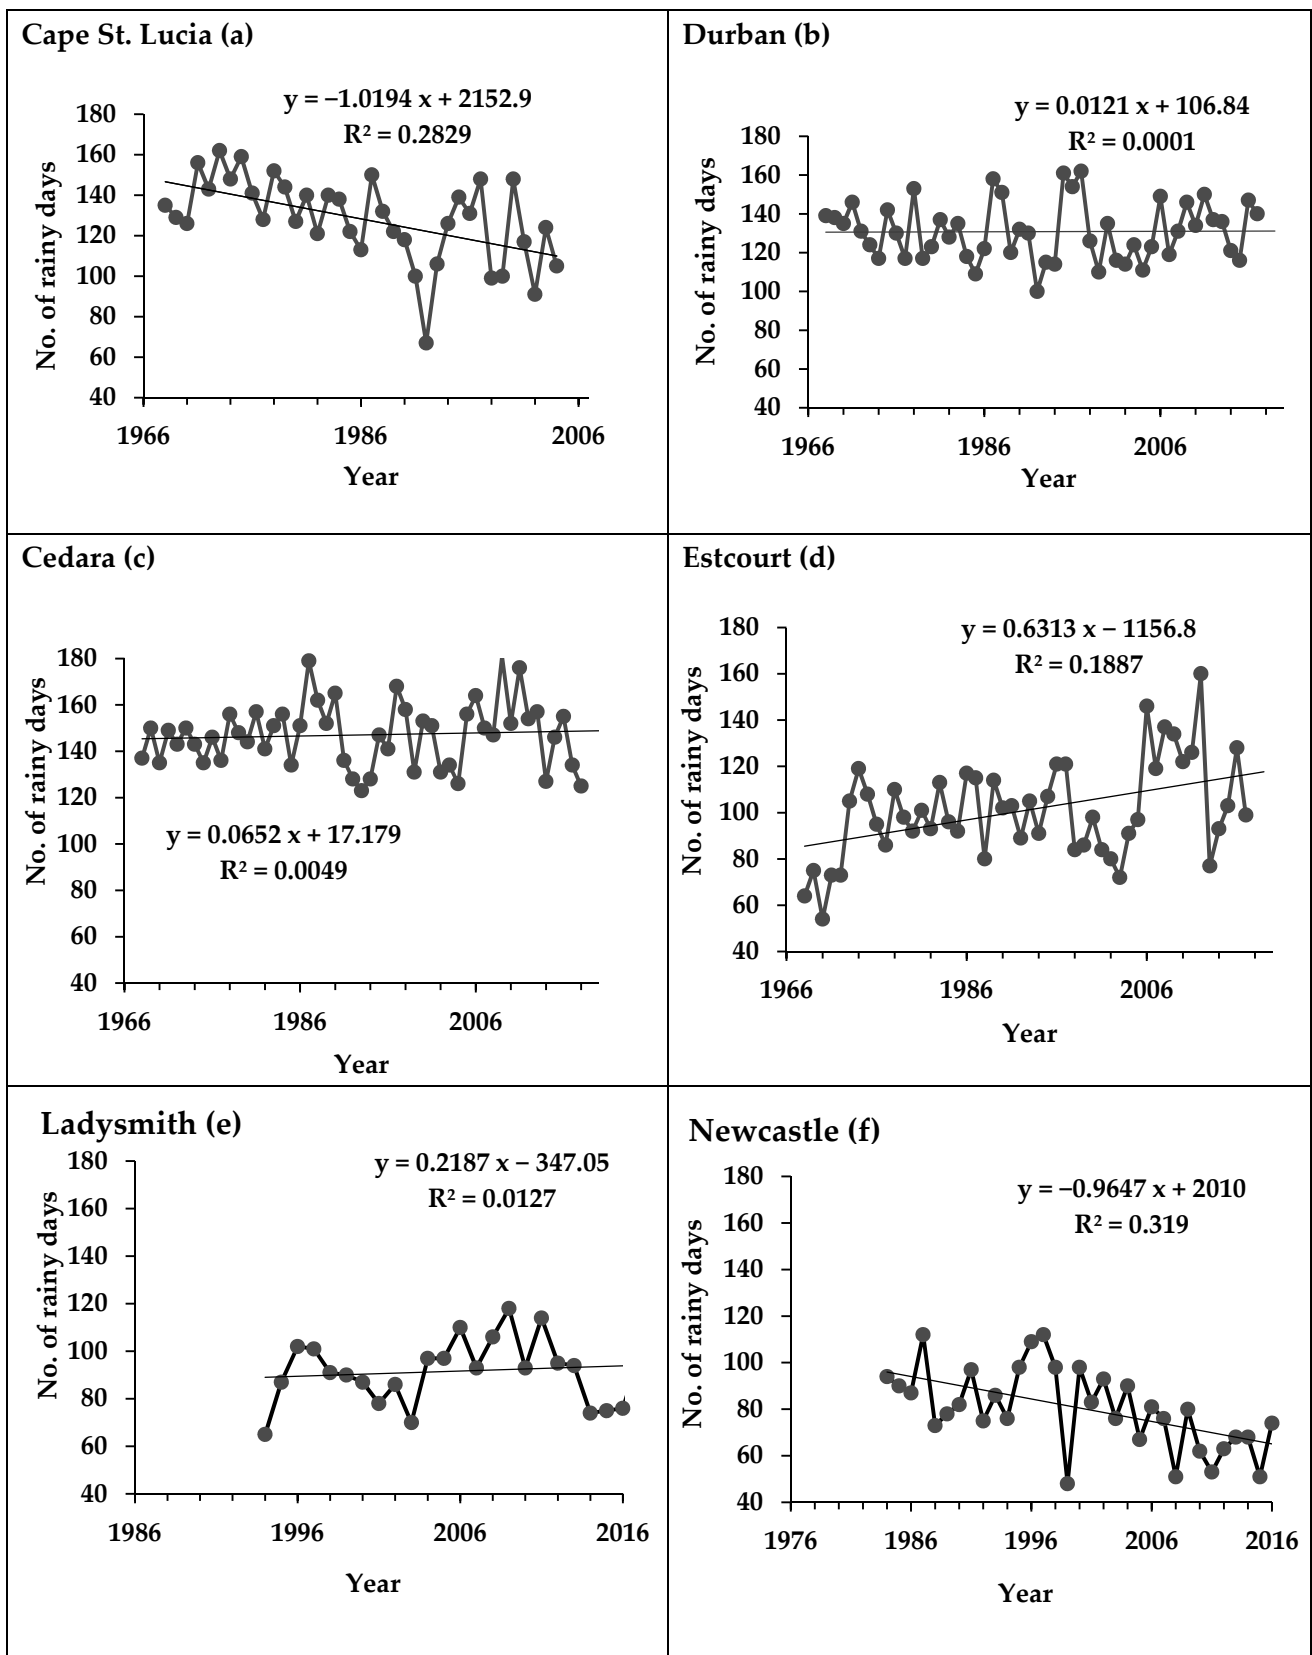 Cape St. Lucia (a)
y = −1.0194 x + 2152.9
R² = 0.2829
180
160
140
120
100
80
60
40
No. of rainy days
1966
1986
2006
Year
Durban (b)
y = 0.0121 x + 106.84
R² = 0.0001
180
160
140
120
100
80
60
40
No. of rainy days
1966
1986
2006
Year
Cedara (c)
180
160
140
120
100
80
60
40
No. of rainy days
y = 0.0652 x + 17.179
R² = 0.0049
1966
1986
2006
Year
Estcourt (d)
y = 0.6313 x − 1156.8
R² = 0.1887
180
160
140
120
100
80
60
40
No. of rainy days
1966
1986
2006
Year
Ladysmith (e)
y = 0.2187 x − 347.05
R² = 0.0127
180
160
140
120
100
80
60
40
No. of rainy days
1986
1996
2006
2016
Year
Newcastle (f)
y = −0.9647 x + 2010
R² = 0.319
180
160
140
120
100
80
60
40
No. of rainy days
1976
1986
1996
2006
2016
Year